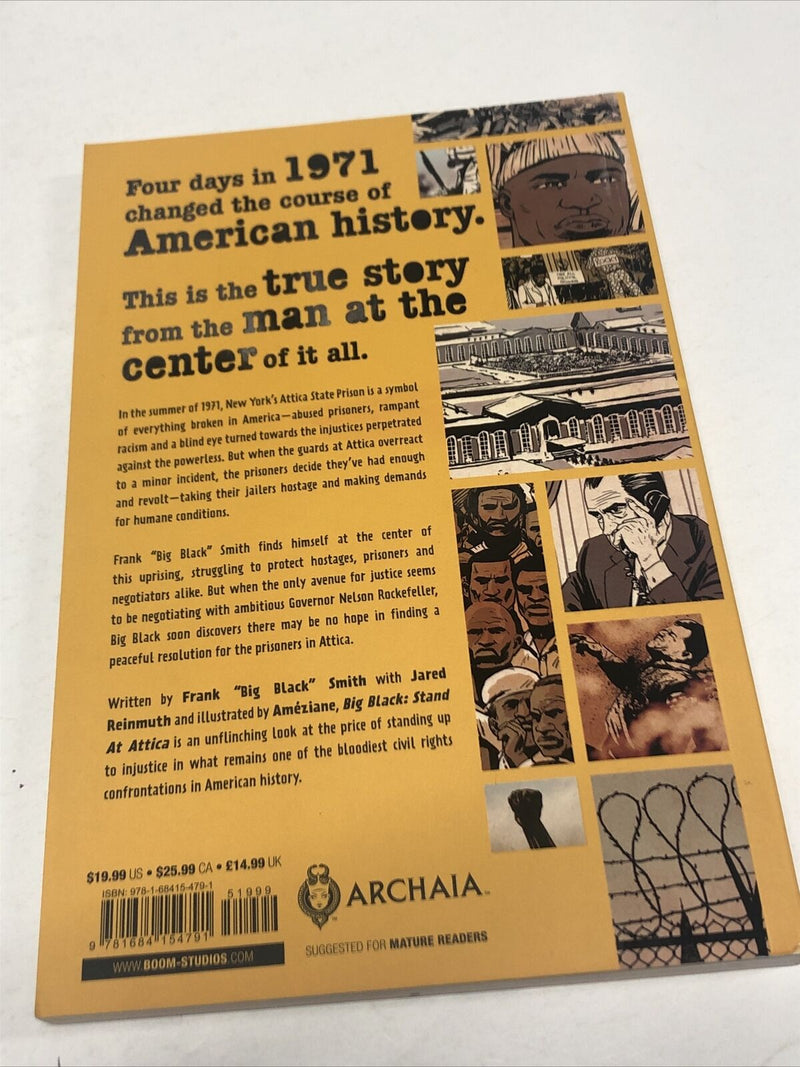 Four days in 1971
changed the course of
American history.
This is the true story
from the man at the
center of it all.
In the summer of 1971, New York's Attica State Prison is a symbol
of everything broken in America—abused prisoners, rampant
racism and a blind eye turned towards the injustices perpetrated
against the powerless. But when the guards at Attica overreact
to a minor incident, the prisoners decide they've had enough
and revolt—taking their jailers hostage and making demands
for humane conditions.
Frank "Big Black" Smith finds himself at the center of
this uprising, struggling to protect hostages, prisoners and
negotiators alike. But when the only avenue for justice seems
to be negotiating with ambitious Governor Nelson Rockefeller,
Big Black soon discovers there may be no hope in finding a
peaceful resolution for the prisoners in Attica.
Written by Frank "Big Black" Smith with Jared
Reinmuth and illustrated by Améziane, Big Black: Stand
At Attica is an unflinching look at the price of standing up
to injustice in what remains one of the bloodiest civil rights
confrontations in American history.
$19.99 US • $25.99 CA • £14.99 UK
ISBN: 978-1-68415-479-1
51999
9 781684 154791
WWW.BOOM-STUDIOS.COM
ARCHAIA™
SUGGESTED FOR MATURE READERS